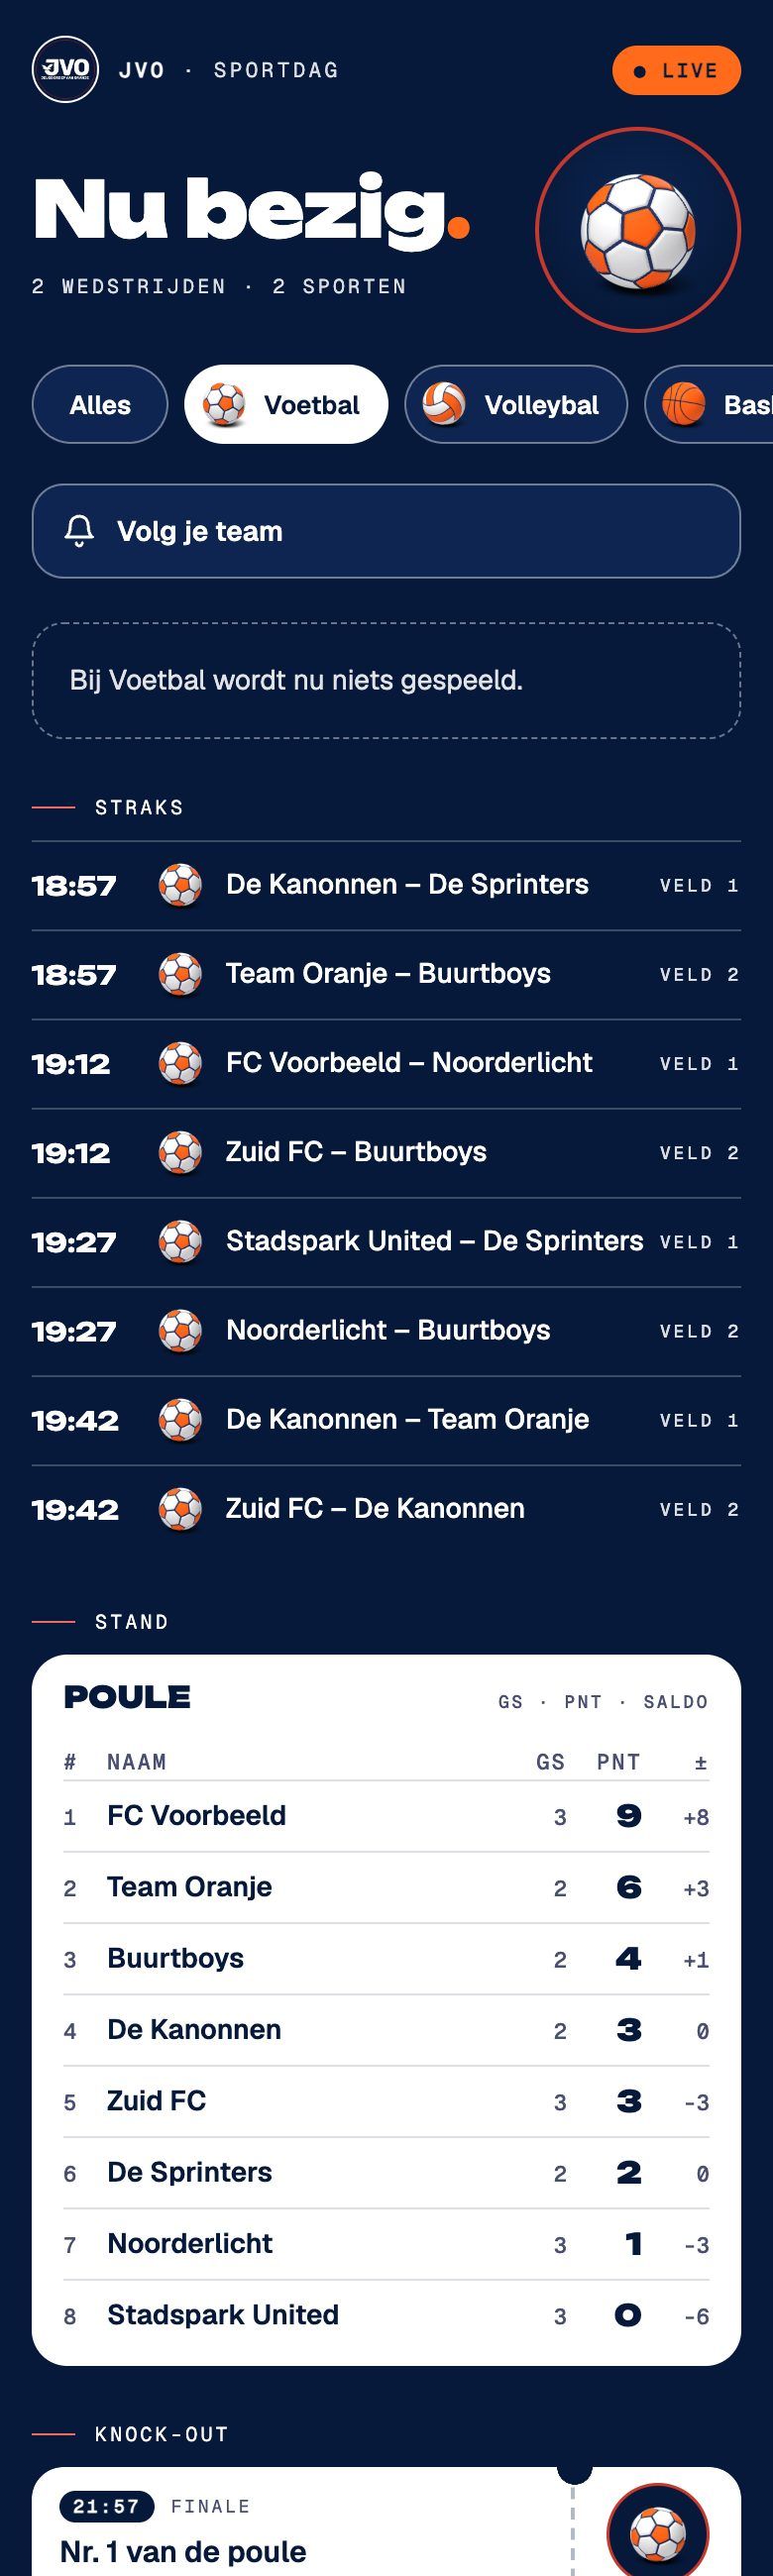 JVO
JVO · SPORTDAG
● LIVE
Nu bezig.
2 WEDSTRIJDEN · 2 SPORTEN
Alles
Voetbal
Volleybal
Volg je team
Bij Voetbal wordt nu niets gespeeld.
STRAKS
18:57 De Kanonnen – De Sprinters VELD 1
18:57 Team Oranje – Buurtboys VELD 2
19:12 FC Voorbeeld – Noorderlicht VELD 1
19:12 Zuid FC – Buurtboys VELD 2
19:27 Stadspark United – De Sprinters VELD 1
19:27 Noorderlicht – Buurtboys VELD 2
19:42 De Kanonnen – Team Oranje VELD 1
19:42 Zuid FC – De Kanonnen VELD 2
STAND
POULE GS · PNT · SALDO
# NAAM GS PNT ±
1 FC Voorbeeld 3 9 +8
2 Team Oranje 2 6 +3
3 Buurtboys 2 4 +1
4 De Kanonnen 2 3 0
5 Zuid FC 3 3 -3
6 De Sprinters 2 2 0
7 Noorderlicht 3 1 -3
8 Stadspark United 3 0 -6
KNOCK-OUT
21:57 FINALE
Nr. 1 van de poule